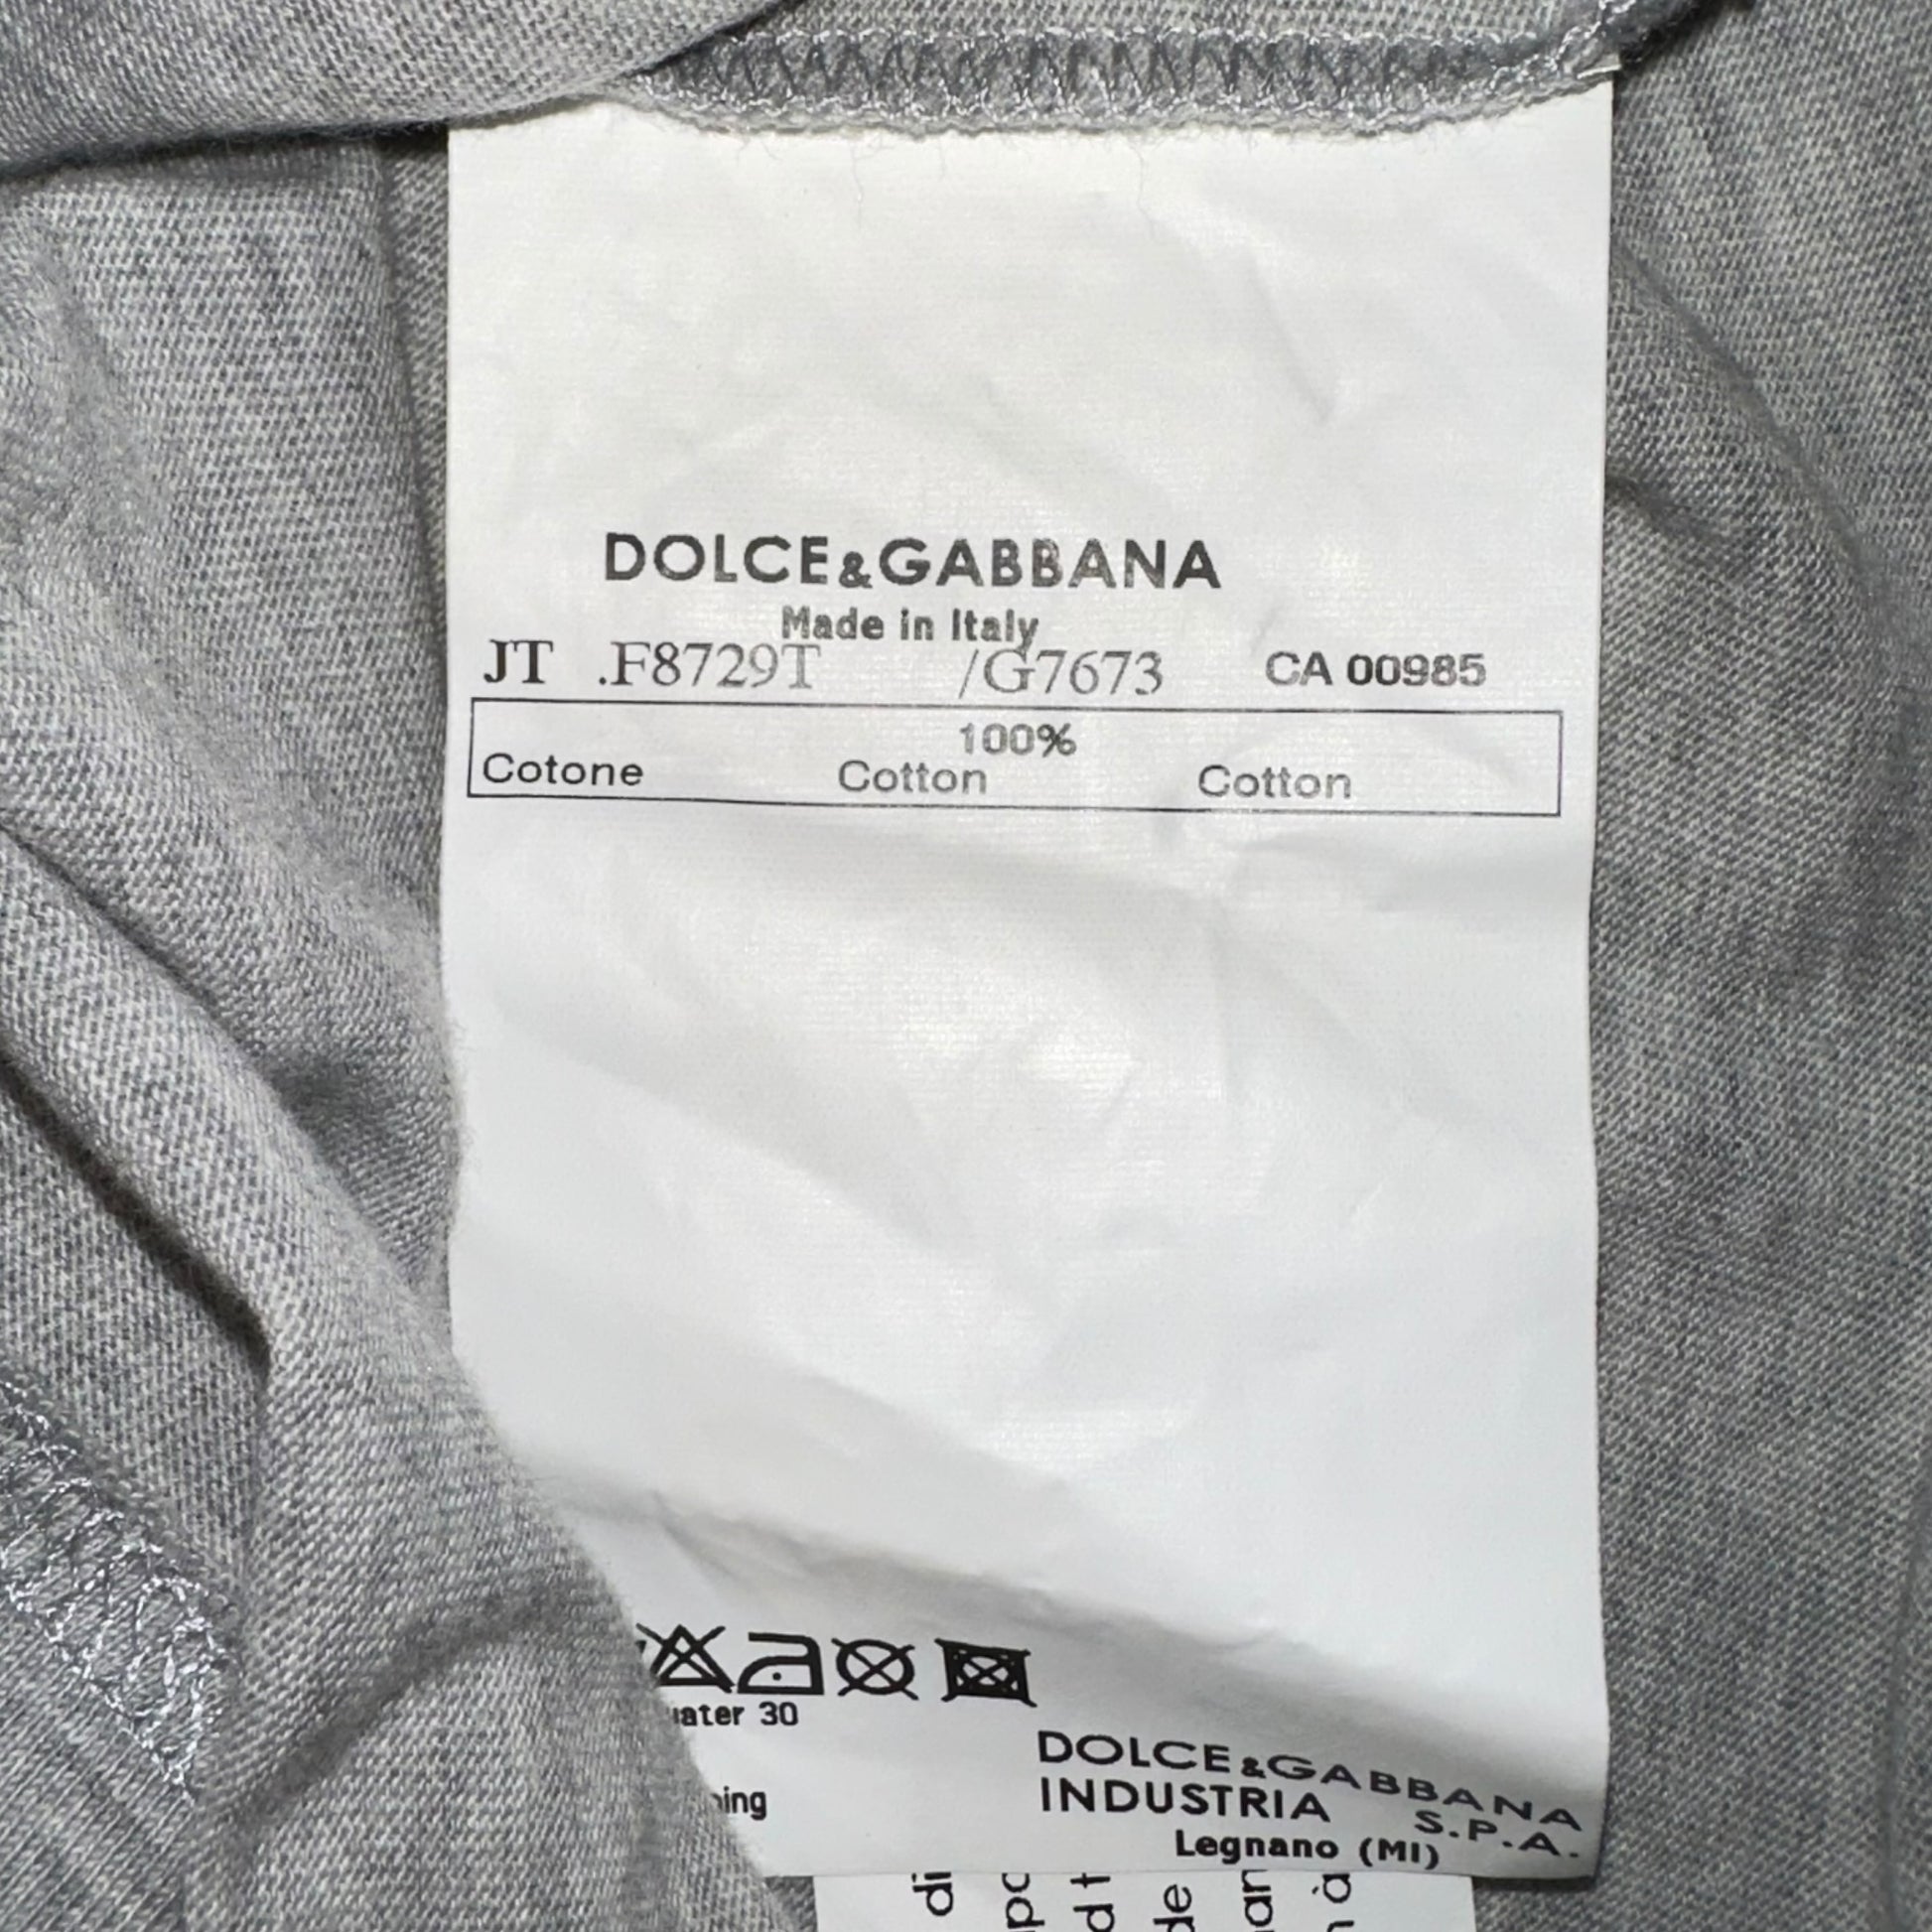 DOLCE&GABBANA
Made in Italy
JT .F8729T /G7673 CA 00985
100%
Cotone Cotton Cotton
30
DOLCE&GABBANA
INDUSTRIA S.P.A.
Legnano (MI)